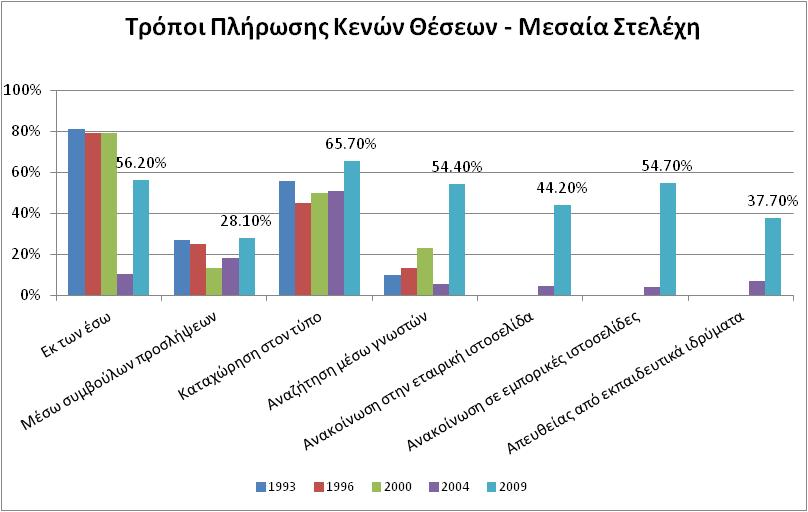 Τρόποι Πλήρωσης Κενών Θέσεων - Μεσαία Στελέχη
100%
80%
60%
40%
20%
0%
56.20%
28.10%
65.70%
54.40%
44.20%
54.70%
37.70%
Εκ των έσω
Μέσω συμβούλων προσλήψεων
Καταχώρηση στον τύπο
Αναζήτηση μέσω γνωστών
Ανακοίνωση στην εταιρική ιστοσελίδα
Ανακοίνωση σε εμπορικές ιστοσελίδες
Απευθείας από εκπαιδευτικά ιδρύματα
1993 1996 2000 2004 2009